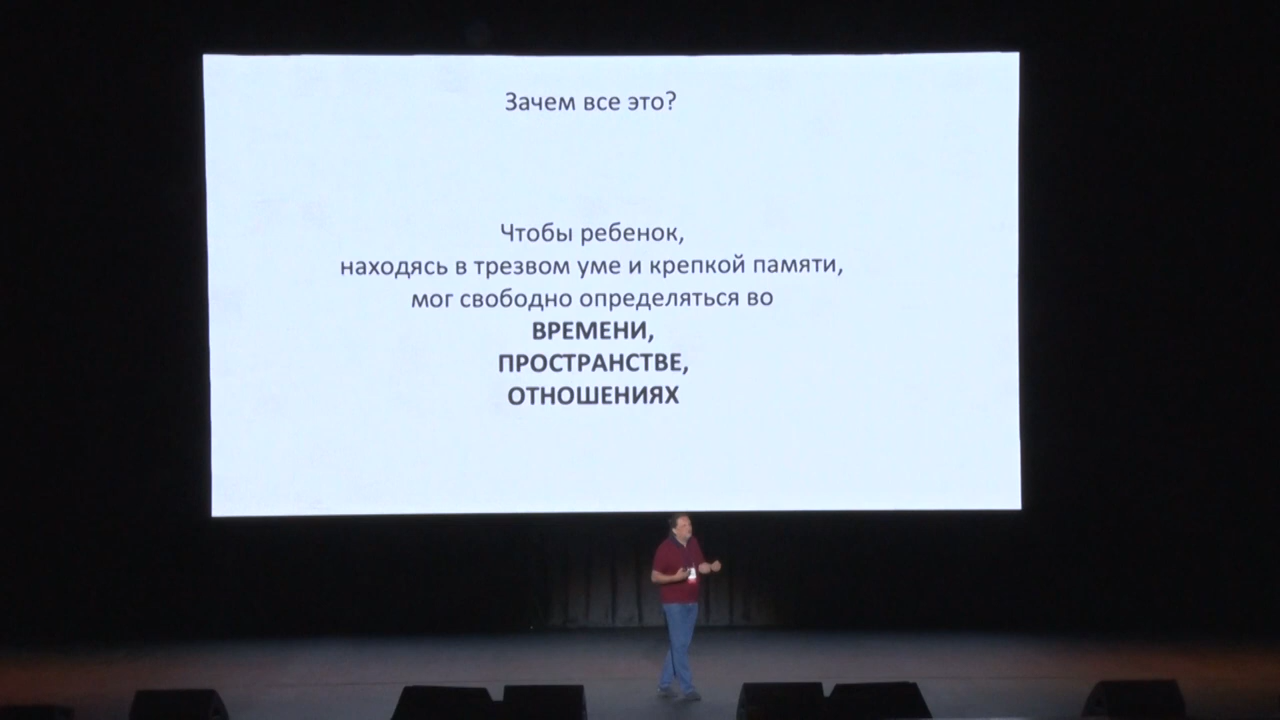 Зачем все это?
Чтобы ребенок,
находясь в трезвом уме и крепкой памяти,
мог свободно определяться во
ВРЕМЕНИ,
ПРОСТРАНСТВЕ,
ОТНОШЕНИЯХ